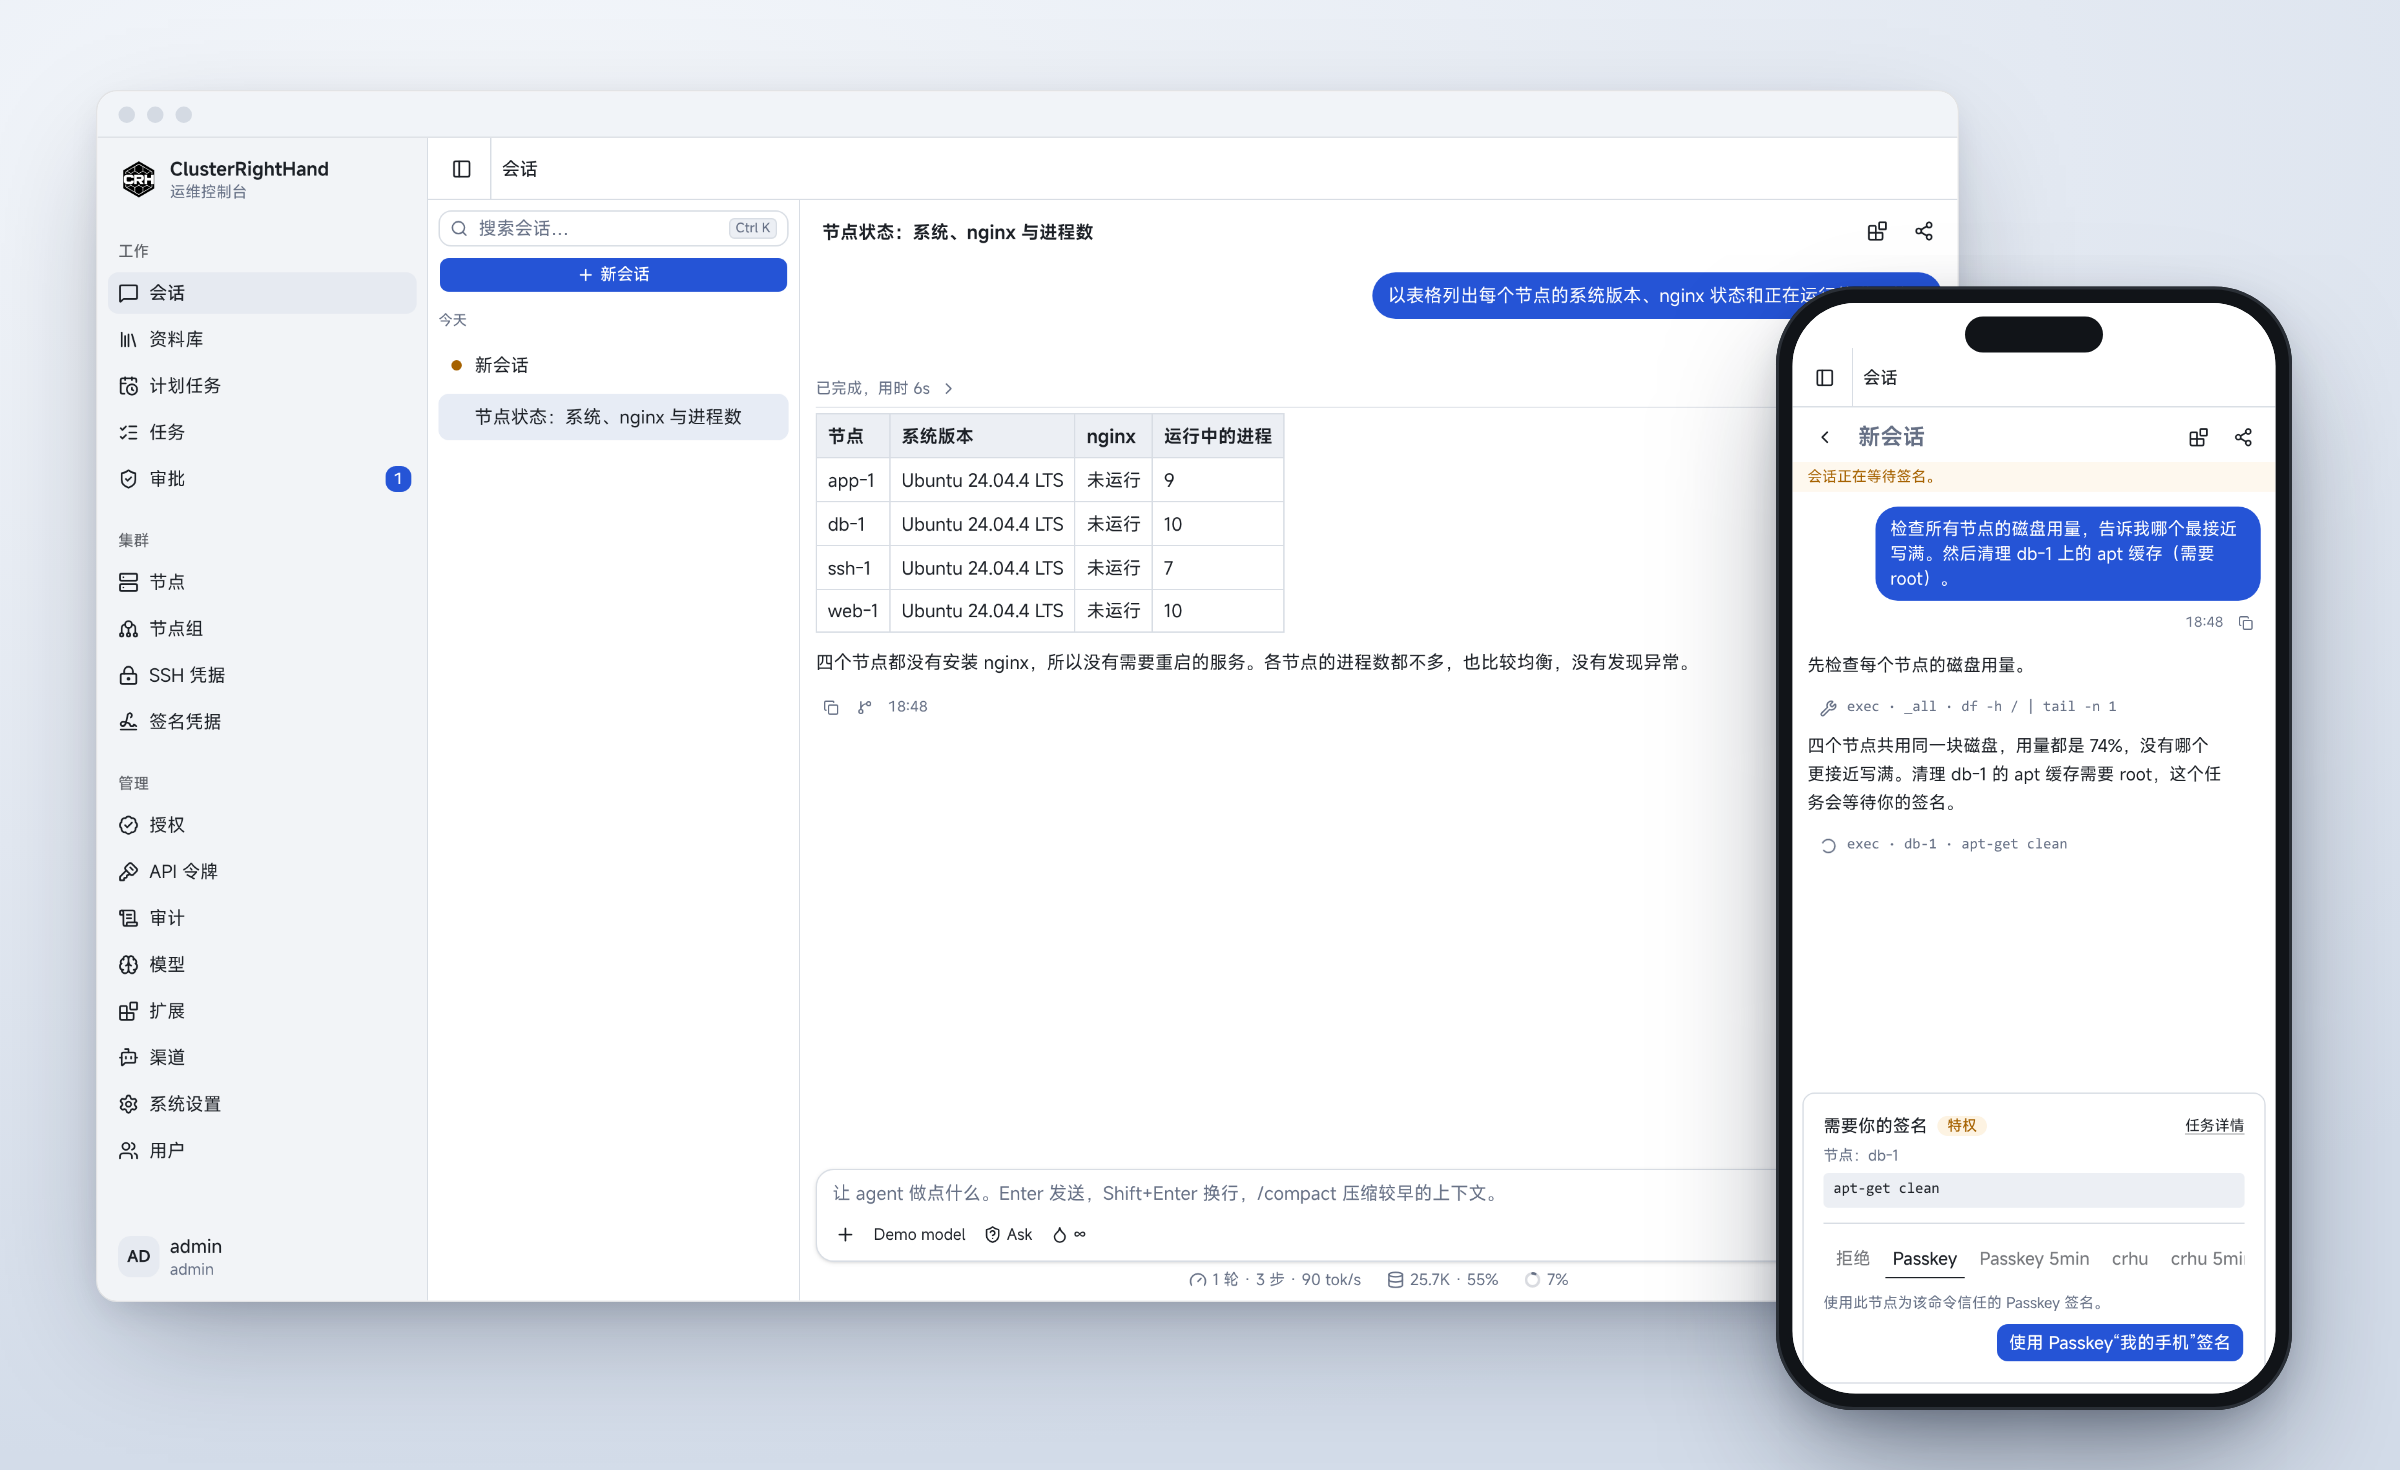 ClusterRightHand
运维控制台
工作
会话
资料库
计划任务
任务
审批
1
集群
节点
节点组
SSH 凭据
签名凭据
管理
授权
API 令牌
审计
模型
扩展
渠道
系统设置
用户
AD
admin
admin
会话
搜索会话...
Ctrl K
+ 新会话
今天
新会话
节点状态：系统、nginx 与进程数
节点状态：系统、nginx 与进程数
以表格列出每个节点的系统版本、nginx 状态和正在运
已完成，用时 6s
节点 系统版本 nginx 运行中的进程
app-1 Ubuntu 24.04.4 LTS 未运行 9
db-1 Ubuntu 24.04.4 LTS 未运行 10
ssh-1 Ubuntu 24.04.4 LTS 未运行 7
web-1 Ubuntu 24.04.4 LTS 未运行 10
四个节点都没有安装 nginx，所以没有需要重启的服务。各节点的进程数都不多，也比较均衡，没有发现异常。
18:48
让 agent 做点什么。Enter 发送，Shift+Enter 换行，/compact 压缩较早的上下文。
+ Demo model Ask ∞
1 轮 · 3 步 · 90 tok/s 25.7K · 55% 7%
会话
新会话
会话正在等待签名。
检查所有节点的磁盘用量，告诉我哪个最接近
写满。然后清理 db-1 上的 apt 缓存（需要
root）。
18:48
先检查每个节点的磁盘用量。
exec · _all · df -h / | tail -n 1
四个节点共用同一块磁盘，用量都是 74%，没有哪个
更接近写满。清理 db-1 的 apt 缓存需要 root，这个任
务会等待你的签名。
exec · db-1 · apt-get clean
需要你的签名 特权 任务详情
节点：db-1
apt-get clean
拒绝 Passkey Passkey 5min crhu crhu 5mi
使用此节点为该命令信任的 Passkey 签名。
使用 Passkey“我的手机”签名
CRH